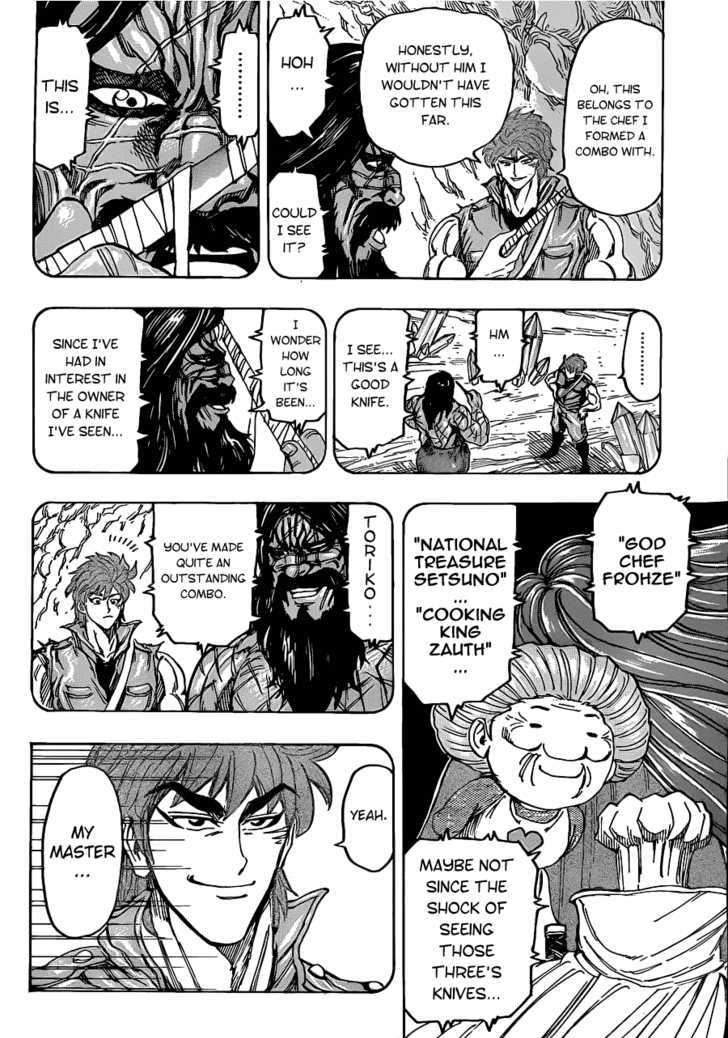 OH, THIS
BELONGS TO
THE CHEF I
FORMED A
COMBO WITH.
HONESTLY,
WITHOUT HIM I
WOULDN'T HAVE
GOTTEN THIS
FAR.
HOH
...
COULD
I SEE
IT?
..........
THIS
IS...
........
HM
...
I SEE...
THIS'S A
GOOD
KNIFE.
I
WONDER
HOW
LONG
IT'S
BEEN...
SINCE I'VE
HAD IN
INTEREST IN
THE OWNER
OF A KNIFE
I'VE SEEN...
"GOD
CHEF
FROHZE"
"NATIONAL
TREASURE
SETSUNO"
...
"COOKING
KING
ZAUTH"
...
MAYBE NOT
SINCE THE
SHOCK OF
SEEING
THOSE
THREE'S
KNIVES...
TORIKO...
YOU'VE MADE
QUITE AN
OUTSTANDING
COMBO.
YEAH.
MY
MASTER
...